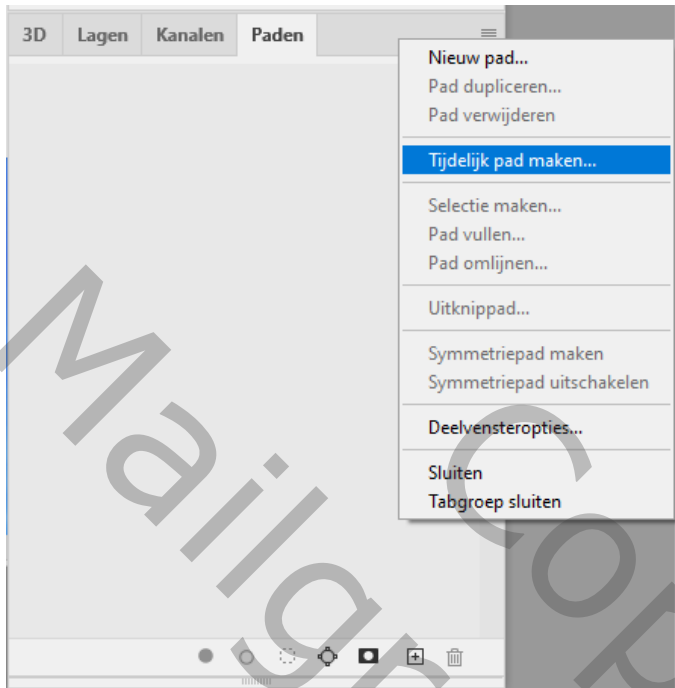 3D Lagen Kanalen Paden
Nieuw pad...
Pad dupliceren...
Pad verwijderen
Tijdelijk pad maken...
Selectie maken...
Pad vullen...
Pad omlijnen...
Uitknippad...
Symmetriepad maken
Symmetriepad uitschakelen
Deelvensteropties...
Sluiten
Tabgroep sluiten
Mailgr
Cop